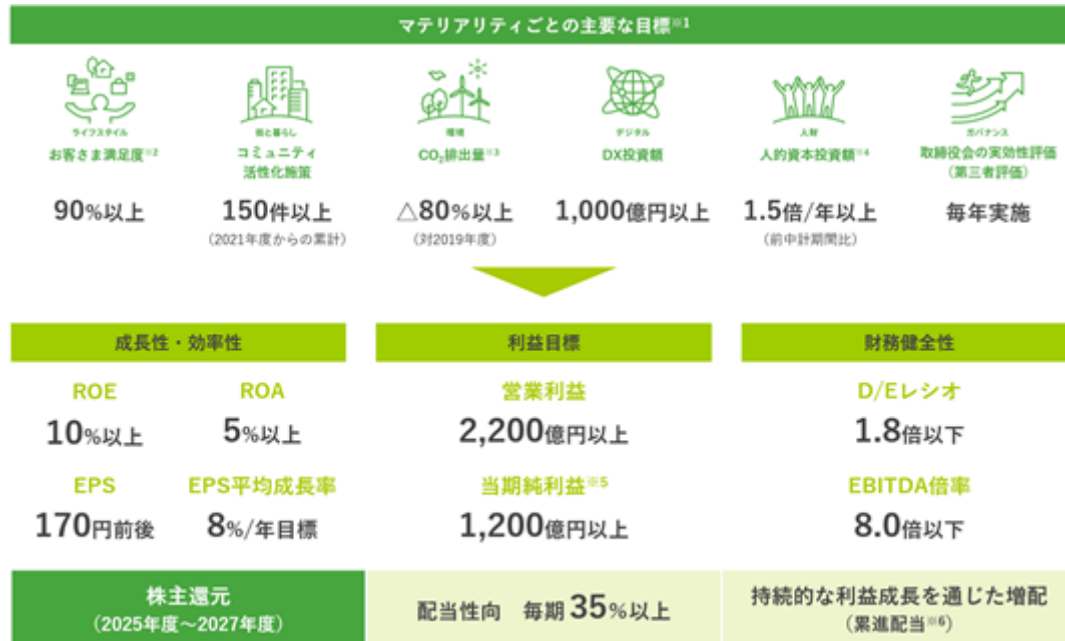 マテリアリティごとの主要な目標※1
ライフスタイル
お客さま満足度※2
90%以上
街と暮らし
コミュニティ
活性化施策
150件以上
(2021年度からの累計)
環境
CO₂排出量※3
△80%以上
(対2019年度)
デジタル
DX投資額
1,000億円以上
人財
人的資本投資額※4
1.5倍/年以上
(前中計期間比)
ガバナンス
取締役会の実効性評価
(第三者評価)
毎年実施
成長性・効率性
ROE
10%以上
ROA
5%以上
EPS
170円前後
EPS平均成長率
8%/年目標
利益目標
営業利益
2,200億円以上
当期純利益※5
1,200億円以上
財務健全性
D/Eレシオ
1.8倍以下
EBITDA倍率
8.0倍以下
株主還元
(2025年度～2027年度)
配当性向 毎期35%以上
持続的な利益成長を通じた増配
(累進配当※6)